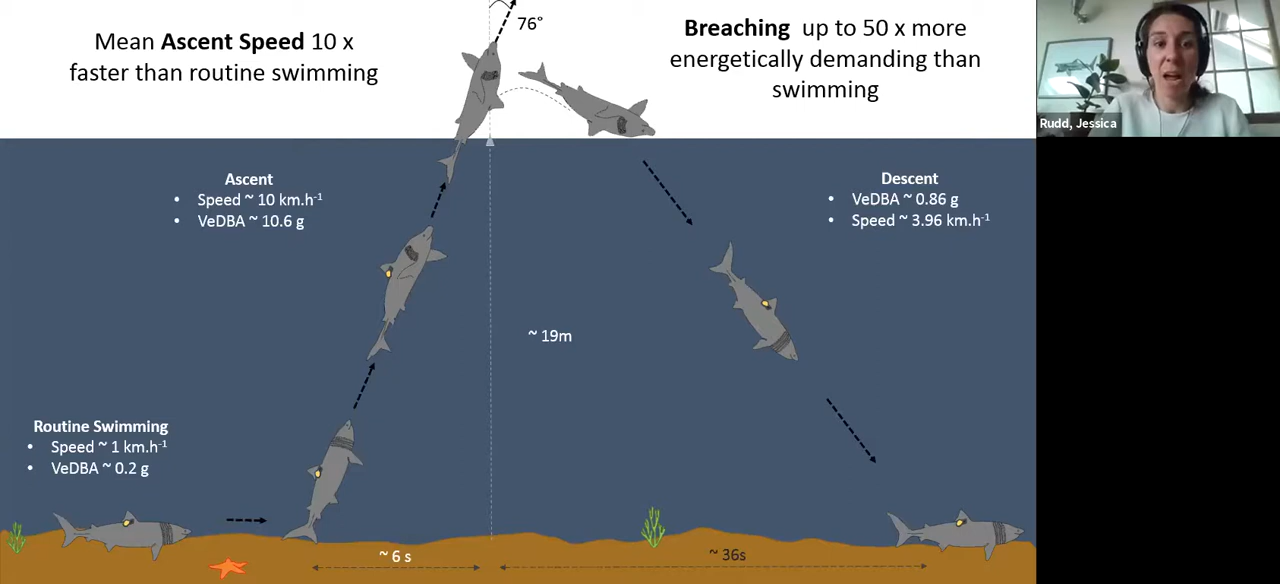 Mean Ascent Speed 10 x
faster than routine swimming
76°
Breaching up to 50 x more
energetically demanding than
swimming
Rudd, Jessica
Ascent
• Speed ~ 10 km.h⁻¹
• VeDBA ~ 10.6 g
Descent
• VeDBA ~ 0.86 g
• Speed ~ 3.96 km.h⁻¹
~ 19m
Routine Swimming
• Speed ~ 1 km.h⁻¹
• VeDBA ~ 0.2 g
~ 6 s
~ 36s